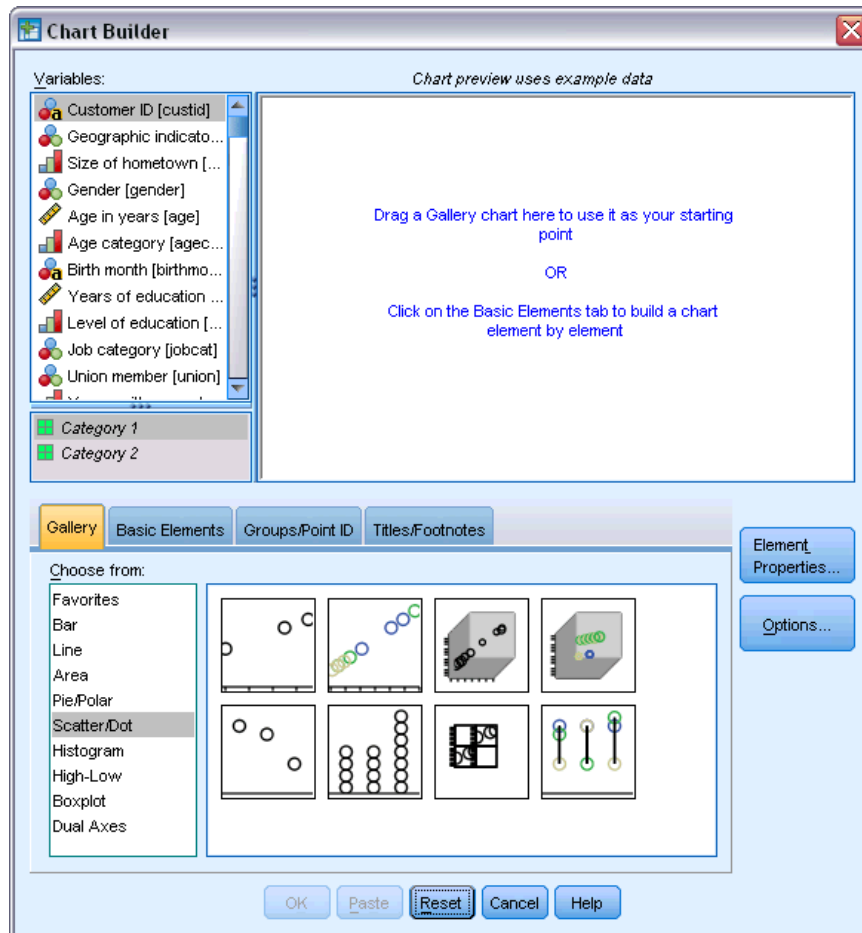 Chart Builder
Variables:
Chart preview uses example data
Customer ID [custid]
Geographic indicato...
Size of hometown [...
Gender [gender]
Age in years [age]
Age category [agec...
Birth month [birthmo...
Years of education ...
Level of education [...
Job category [jobcat]
Union member [union]
Drag a Gallery chart here to use it as your starting
point
OR
Click on the Basic Elements tab to build a chart
element by element
Category 1
Category 2
Gallery
Basic Elements
Groups/Point ID
Titles/Footnotes
Element
Properties...
Options...
Choose from:
Favorites
Bar
Line
Area
Pie/Polar
Scatter/Dot
Histogram
High-Low
Boxplot
Dual Axes
OK
Paste
Reset
Cancel
Help